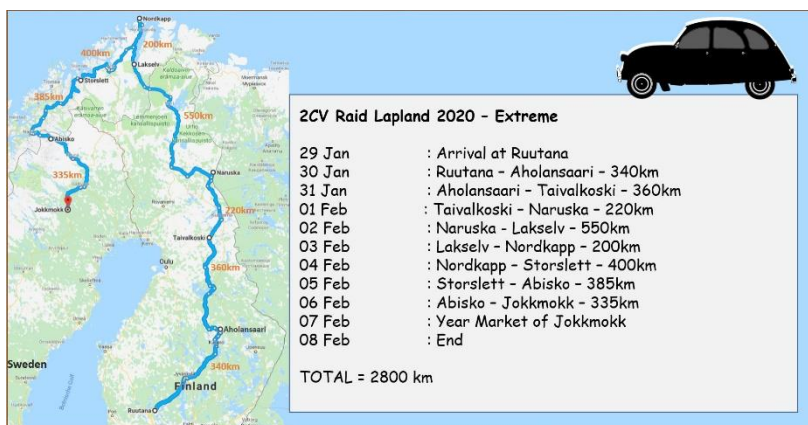 Nordkapp
400km
200km
Lakselv
Storslett
385km
550km
Abisko
335km
Naruska
Jokkmokk
220km
Taivalkoski
Oulu
360km
Aholansaari
340km
Sweden
Finland
Ruutana
2CV Raid Lapland 2020 – Extreme
29 Jan : Arrival at Ruutana
30 Jan : Ruutana – Aholansaari – 340km
31 Jan : Aholansaari – Taivalkoski – 360km
01 Feb : Taivalkoski – Naruska – 220km
02 Feb : Naruska - Lakselv – 550km
03 Feb : Lakselv – Nordkapp – 200km
04 Feb : Nordkapp – Storslett – 400km
05 Feb : Storslett – Abisko – 385km
06 Feb : Abisko – Jokkmokk – 335km
07 Feb : Year Market of Jokkmokk
08 Feb : End
TOTAL = 2800 km